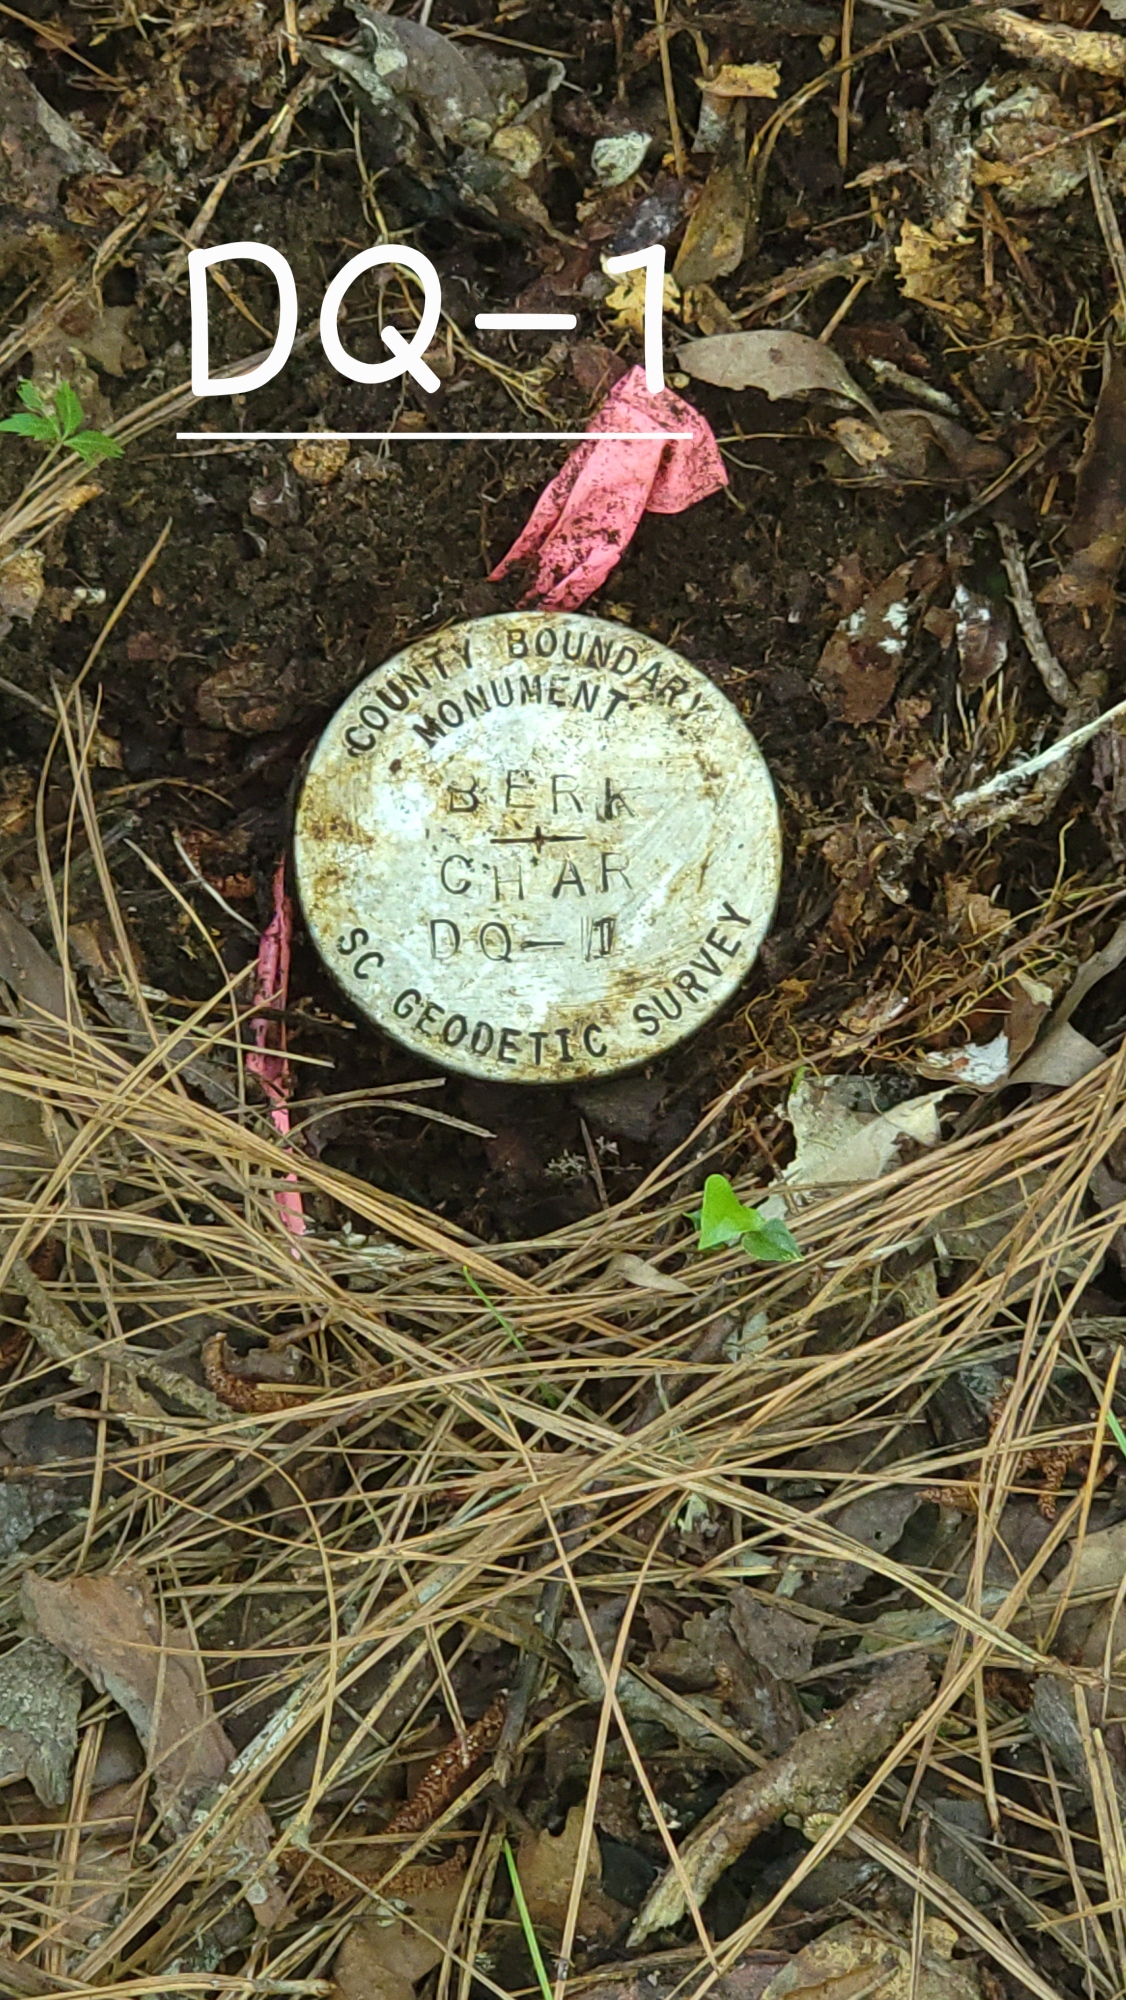 DQ-1
COUNTY BOUNDARY
MONUMENT
BERK
CHAR
DQ-1
SC GEODETIC SURVEY